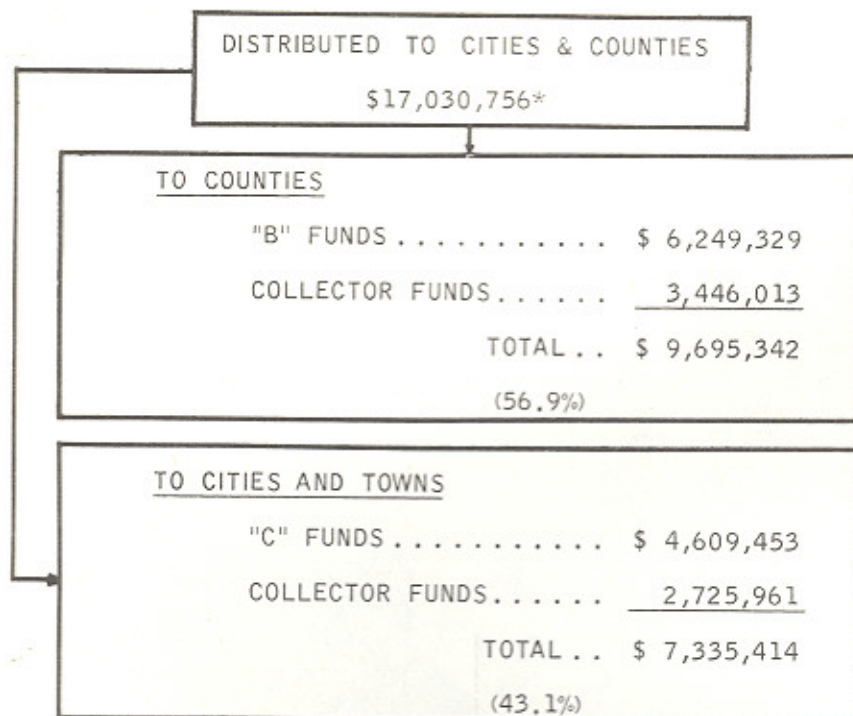 DISTRIBUTED TO CITIES & COUNTIES
$17,030,756*
TO COUNTIES
"B" FUNDS........... $ 6,249,329
COLLECTOR FUNDS...... 3,446,013
TOTAL.. $ 9,695,342
(56.9%)
TO CITIES AND TOWNS
"C" FUNDS........... $ 4,609,453
COLLECTOR FUNDS...... 2,725,961
TOTAL.. $ 7,335,414
(43.1%)